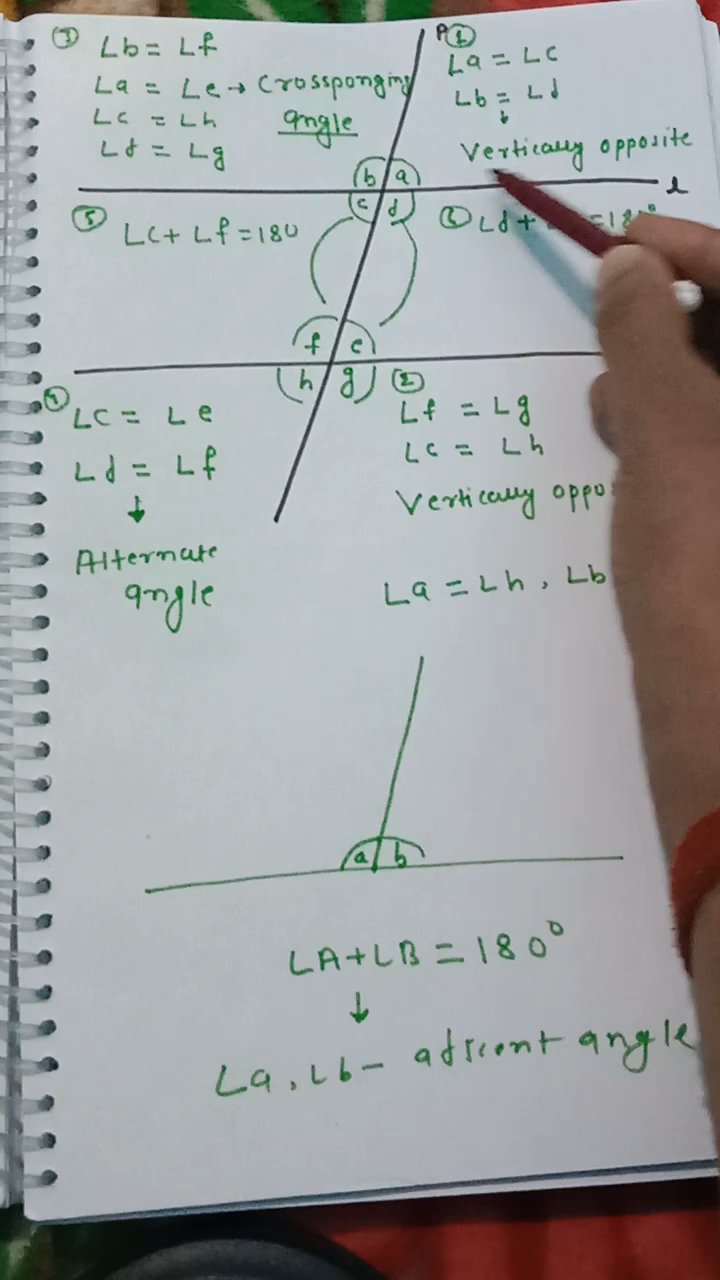 ③ ∠b = ∠f
∠a = ∠e → Crossponging
angle
∠c = ∠h
∠d = ∠g
P
① ∠a = ∠c
∠b = ∠d
↓
Vertically opposite
b a
c d
l
⑤ ∠c + ∠f = 180
⑥ ∠d +
f e
h g
④ ∠c = ∠e
∠d = ∠f
↓
Alternate
angle
② ∠f = ∠g
∠c = ∠h
Vertically
∠a = ∠h , ∠b
a b
∠A + ∠B = 180°
↓
∠a , ∠b – adjcent angle